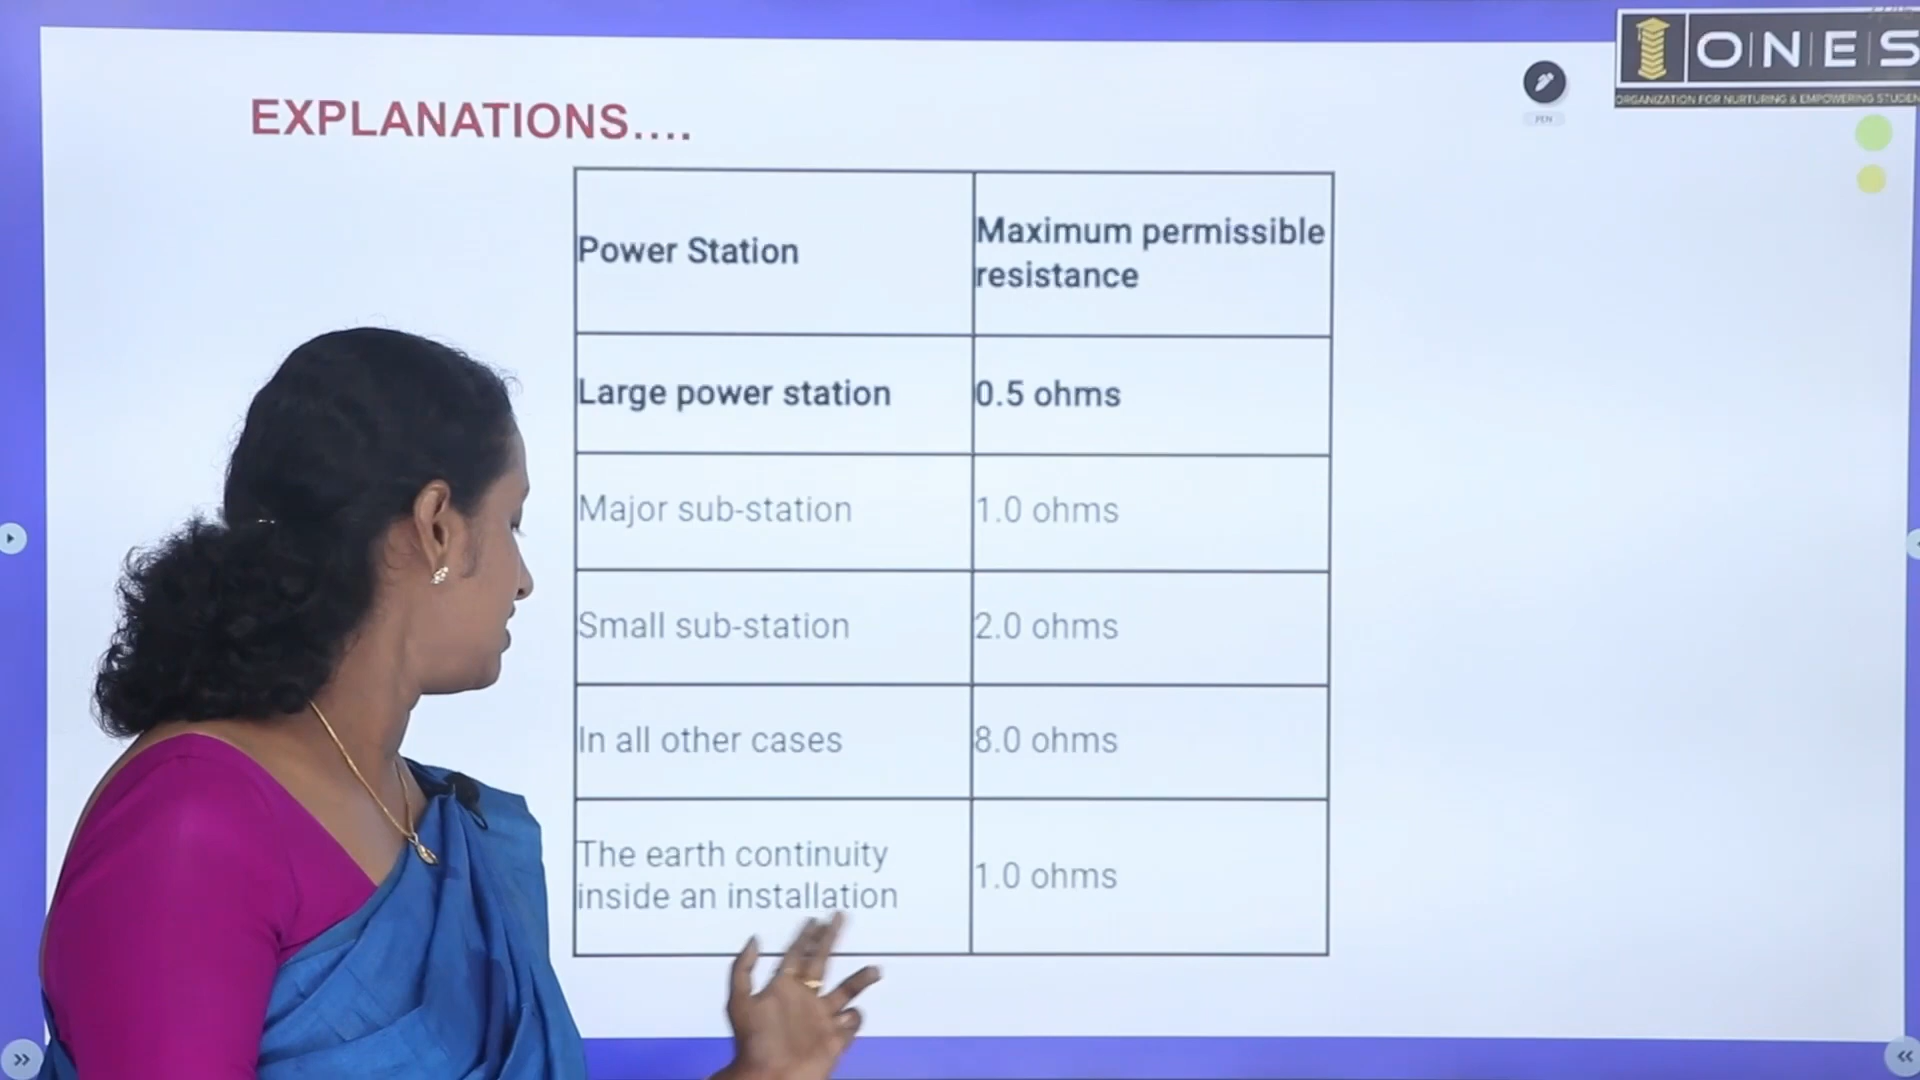 ONES
ORGANIZATION FOR NURTURING & EMPOWERING STUDEN
PEN
EXPLANATIONS....
Power Station
Maximum permissible
resistance
Large power station
0.5 ohms
Major sub-station
1.0 ohms
Small sub-station
2.0 ohms
In all other cases
8.0 ohms
The earth continuity
inside an installation
1.0 ohms